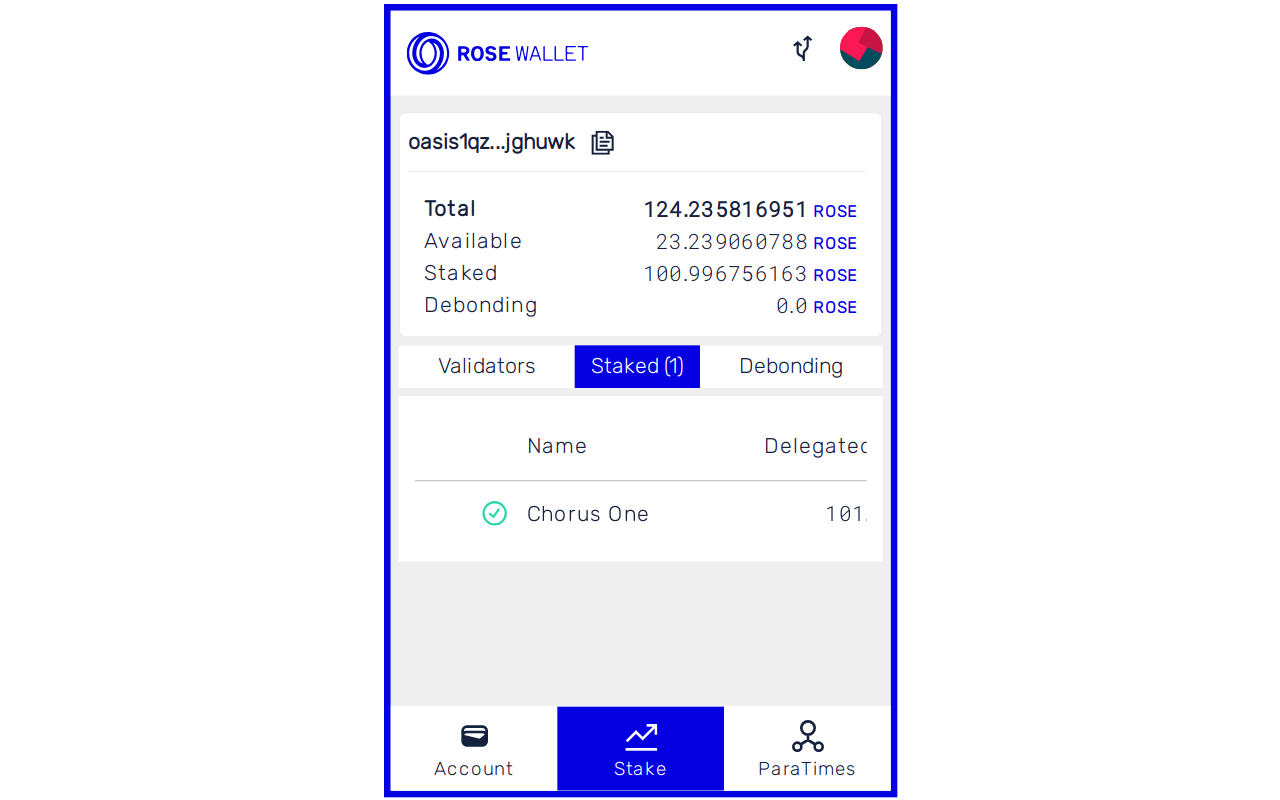 ROSE WALLET
oasis1qz...jghuwk
Total 124.235816951 ROSE
Available 23.239060788 ROSE
Staked 100.996756163 ROSE
Debonding 0.0 ROSE
Validators Staked (1) Debonding
Name Delegated
Chorus One 101.
Account Stake ParaTimes